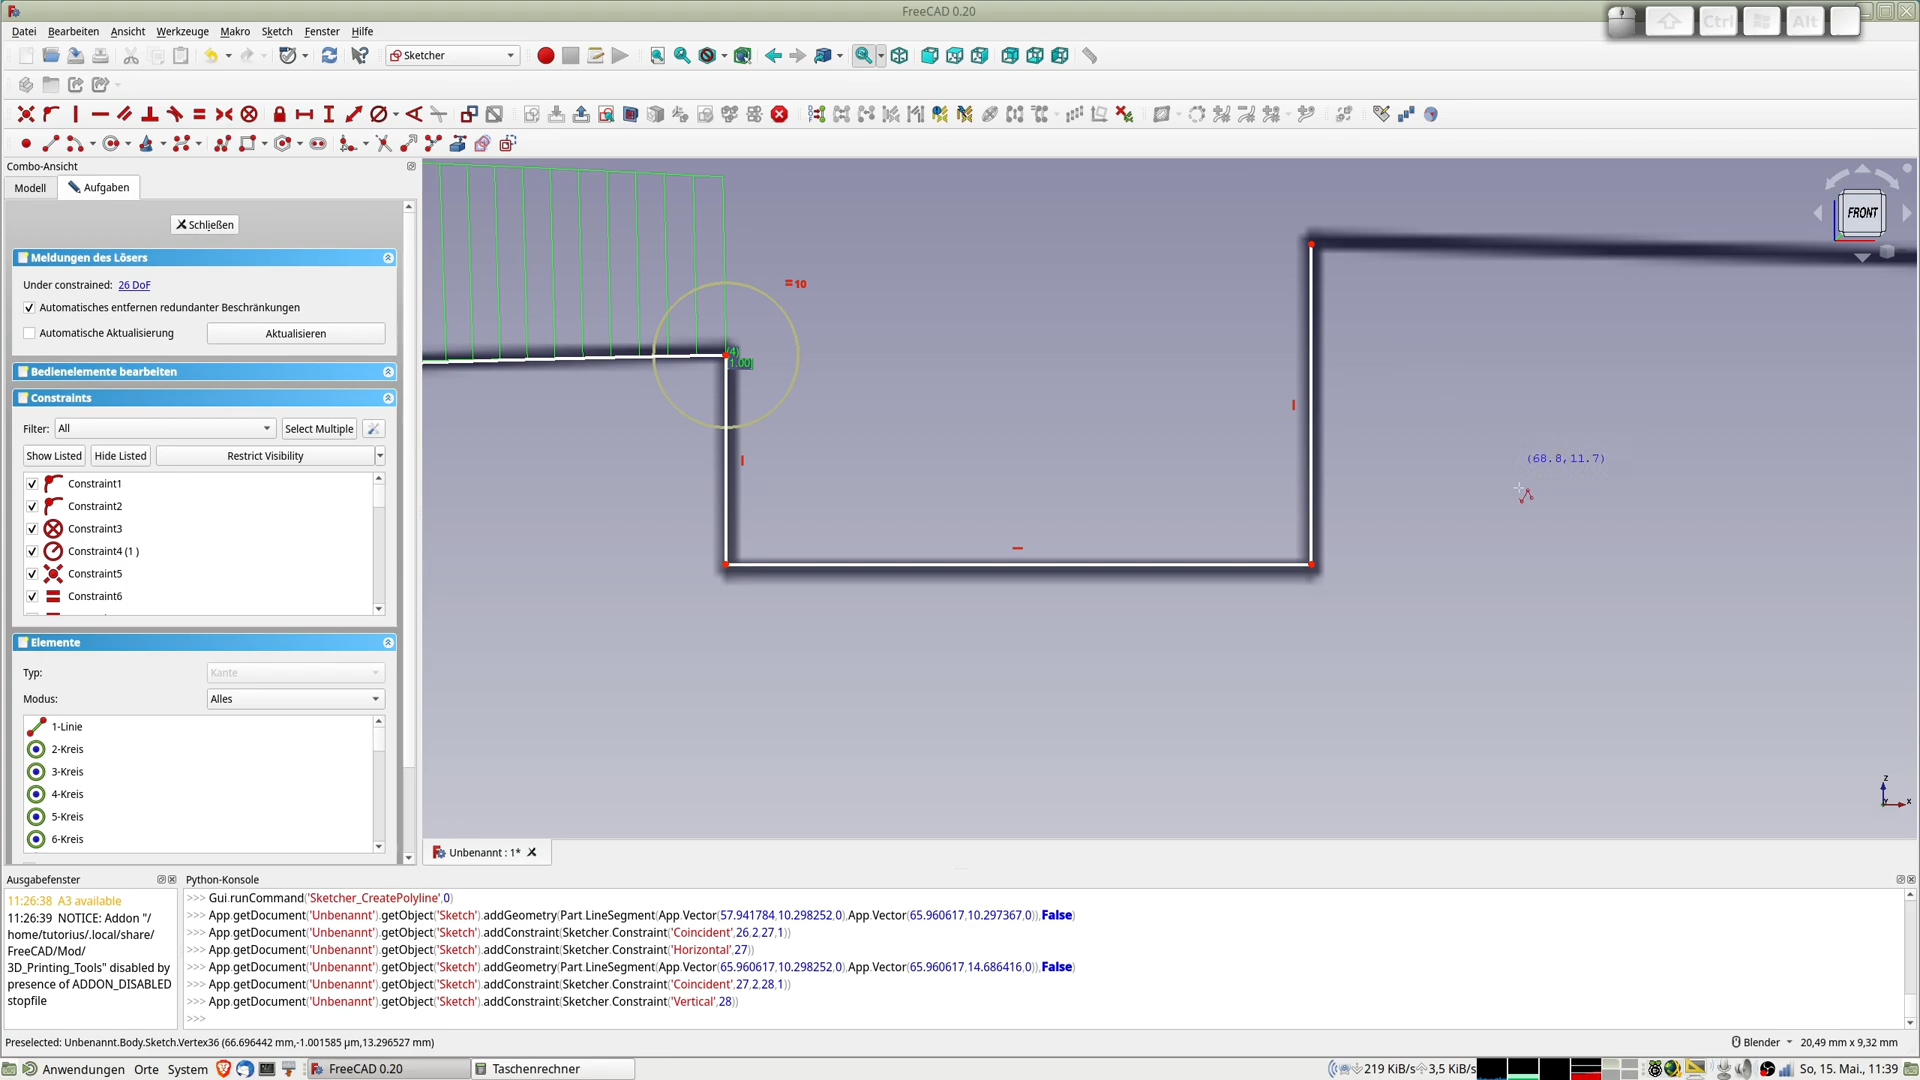 FreeCAD 0.20
Ctrl
Alt
Datei Bearbeiten Ansicht Werkzeuge Makro Sketch Fenster Hilfe
Sketcher
Combo-Ansicht
Modell Aufgaben
Schließen
Meldungen des Lösers
Under constrained: 26 DoF
Automatisches entfernen redundanter Beschränkungen
Automatische Aktualisierung Aktualisieren
Bedienelemente bearbeiten
Constraints
Filter: All Select Multiple
Show Listed Hide Listed Restrict Visibility
Constraint1
Constraint2
Constraint3
Constraint4 (1 )
Constraint5
Constraint6
Elemente
Typ: Kante
Modus: Alles
1-Linie
2-Kreis
3-Kreis
4-Kreis
5-Kreis
6-Kreis
10
(4)
[1.00]
(68.8,11.7)
FRONT
Z
X
Unbenannt : 1*
Ausgabefenster
11:26:38 A3 available
11:26:39 NOTICE: Addon "/
home/tutorius/.local/share/
FreeCAD/Mod/
3D_Printing_Tools" disabled by
presence of ADDON_DISABLED
stopfile
Python-Konsole
>>> Gui.runCommand('Sketcher_CreatePolyline',0)
>>> App.getDocument('Unbenannt').getObject('Sketch').addGeometry(Part.LineSegment(App.Vector(57.941784,10.298252,0),App.Vector(65.960617,10.297367,0)),False)
>>> App.getDocument('Unbenannt').getObject('Sketch').addConstraint(Sketcher.Constraint('Coincident',26,2,27,1))
>>> App.getDocument('Unbenannt').getObject('Sketch').addConstraint(Sketcher.Constraint('Horizontal',27))
>>> App.getDocument('Unbenannt').getObject('Sketch').addGeometry(Part.LineSegment(App.Vector(65.960617,10.298252,0),App.Vector(65.960617,14.686416,0)),False)
>>> App.getDocument('Unbenannt').getObject('Sketch').addConstraint(Sketcher.Constraint('Coincident',27,2,28,1))
>>> App.getDocument('Unbenannt').getObject('Sketch').addConstraint(Sketcher.Constraint('Vertical',28))
>>>
Preselected: Unbenannt.Body.Sketch.Vertex36 (66.696442 mm,-1.001585 µm,13.296527 mm)
Blender 20,49 mm x 9,32 mm
Anwendungen Orte System FreeCAD 0.20 Taschenrechner 219 KiB/s 3,5 KiB/s So, 15. Mai., 11:39